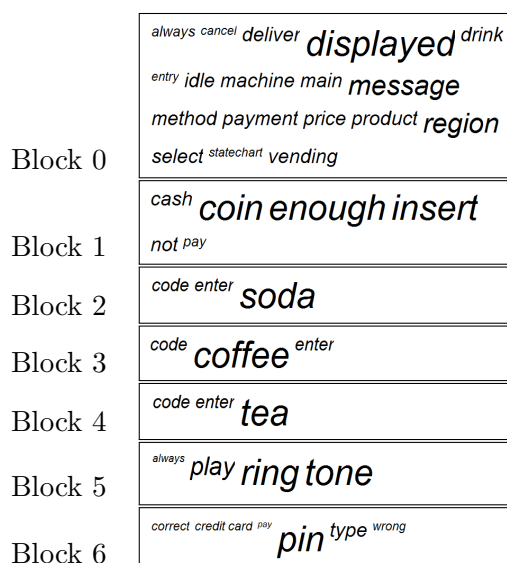 always cancel deliver displayed drink
entry idle machine main message
method payment price product region
Block 0 select statechart vending
cash coin enough insert
Block 1 not pay
Block 2 code enter soda
Block 3 code coffee enter
Block 4 code enter tea
Block 5 always play ring tone
Block 6 correct credit card pay pin type wrong